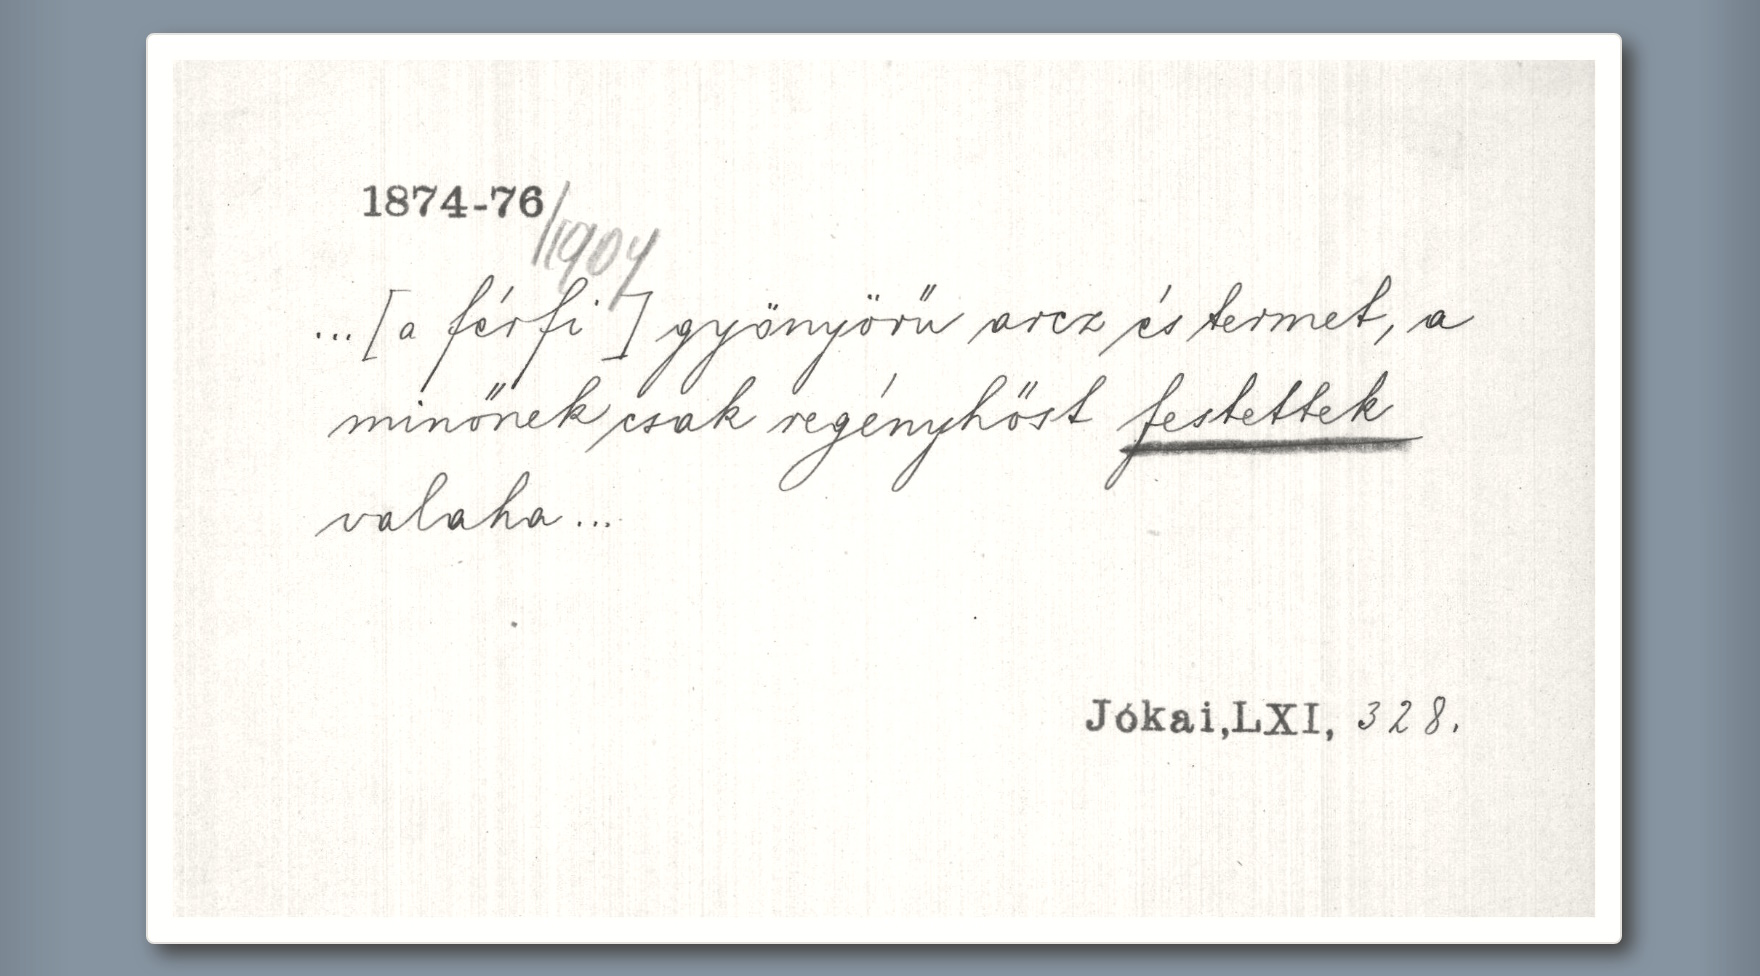 1874-76/1904
...[a férfi] gyönyörű arcz és termet, a
minőnek csak regényhőst festettek
valaha...
Jókai, LXI, 328.